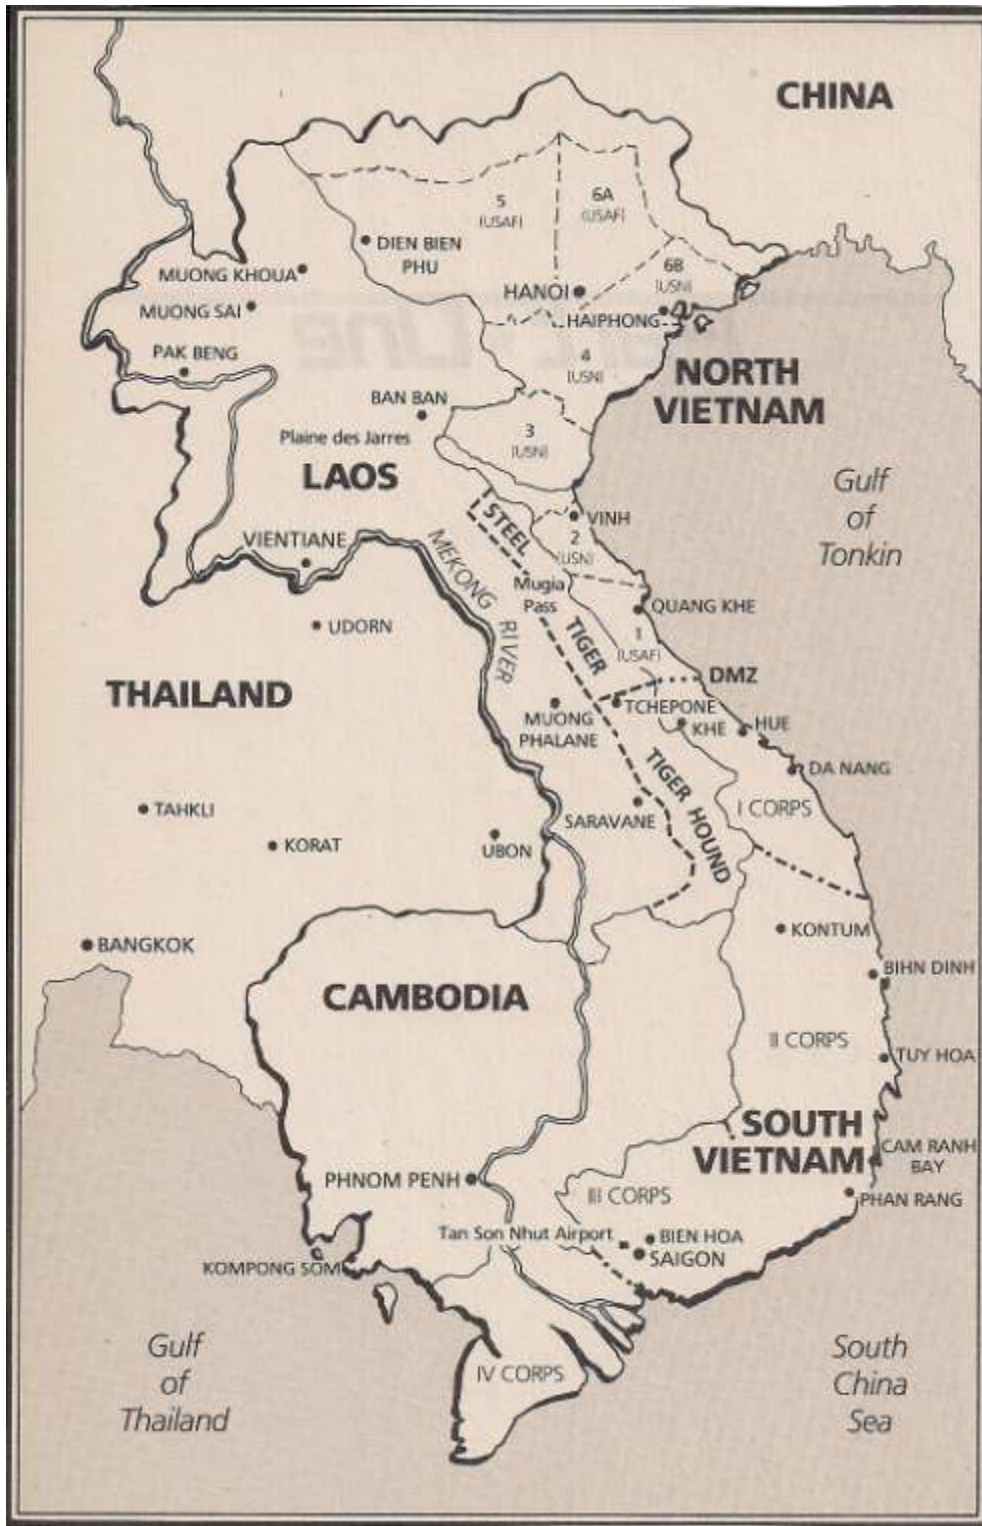 CHINA
5
(USAF)
6A
(USAF)
DIEN BIEN
PHU
MUONG KHOUA
6B
(USN)
HANOI
MUONG SAI
HAIPHONG
PAK BENG
4
(USN)
NORTH
VIETNAM
BAN BAN
Plaine des Jarres
3
(USN)
LAOS
Gulf
of
Tonkin
STEEL
VINH
2
(USN)
VIENTIANE
MEKONG RIVER
Mugia
Pass
QUANG KHE
UDORN
TIGER
1
(USAF)
DMZ
THAILAND
TCHEPONE
MUONG
PHALANE
KHE
HUE
TIGER HOUND
DA NANG
TAHKLI
I CORPS
SARAVANE
KORAT
UBON
KONTUM
BANGKOK
BIHN DINH
CAMBODIA
II CORPS
TUY HOA
SOUTH
VIETNAM
CAM RANH
BAY
PHNOM PENH
III CORPS
PHAN RANG
Tan Son Nhut Airport
BIEN HOA
SAIGON
KOMPONG SOM
Gulf
of
Thailand
IV CORPS
South
China
Sea